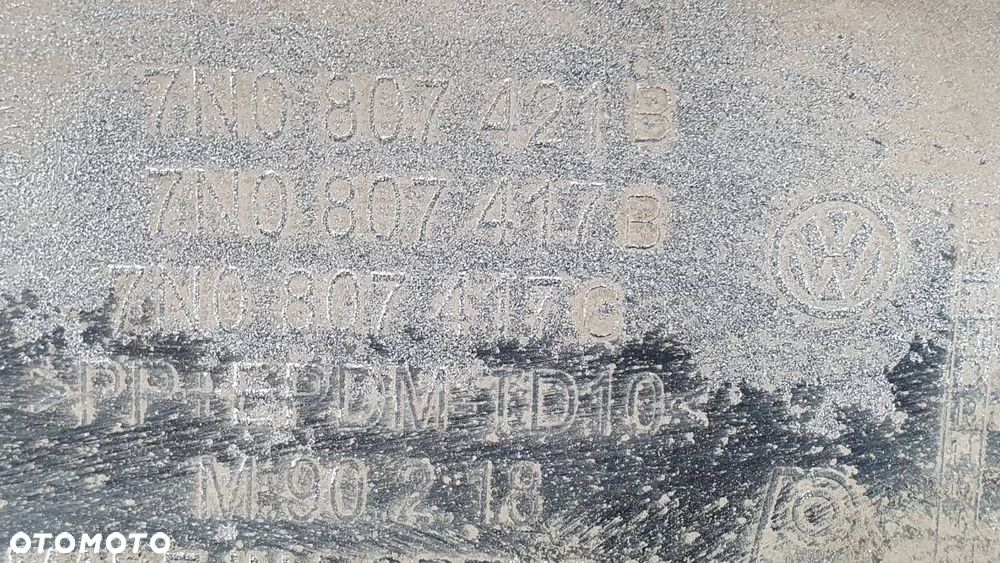 7N0 807 421 B
7N0 807 417 B
7N0 807 417 G
>PP+EPDM-TD10<
M:90.2.18
OTOMOTO